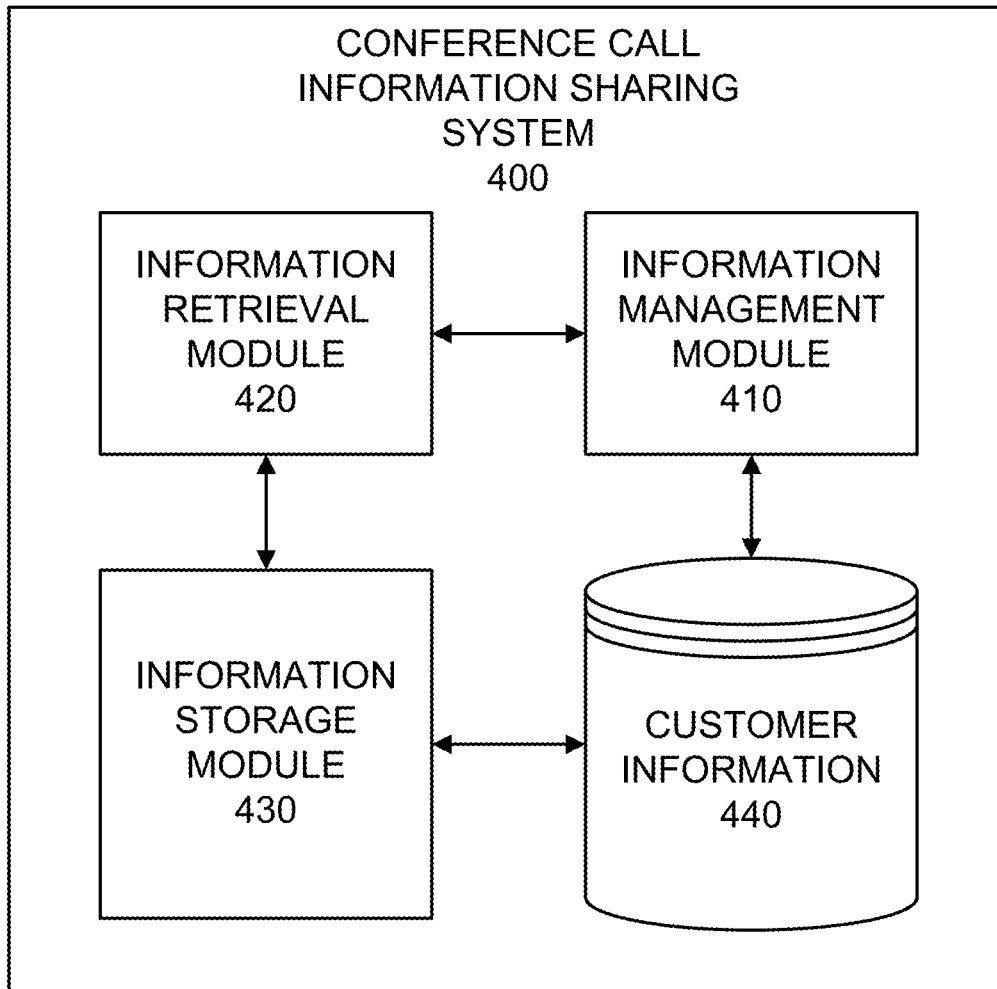 CONFERENCE CALL
INFORMATION SHARING
SYSTEM
400
INFORMATION
RETRIEVAL
MODULE
420
INFORMATION
MANAGEMENT
MODULE
410
INFORMATION
STORAGE
MODULE
430
CUSTOMER
INFORMATION
440